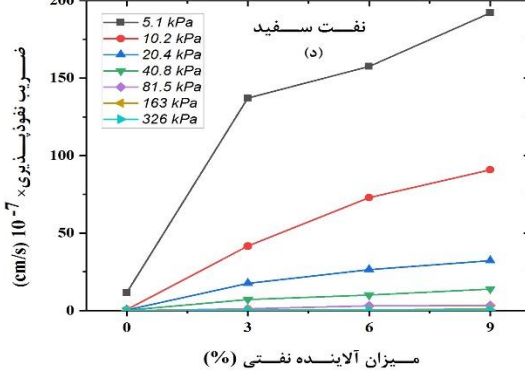 200
150
100
50
0
ضریب نفوذپذیری× 10⁻⁷ (cm/s)
نفت سفید
(د)
5.1 kPa
10.2 kPa
20.4 kPa
40.8 kPa
81.5 kPa
163 kPa
326 kPa
0 3 6 9
میزان آلاینده نفتی (%)